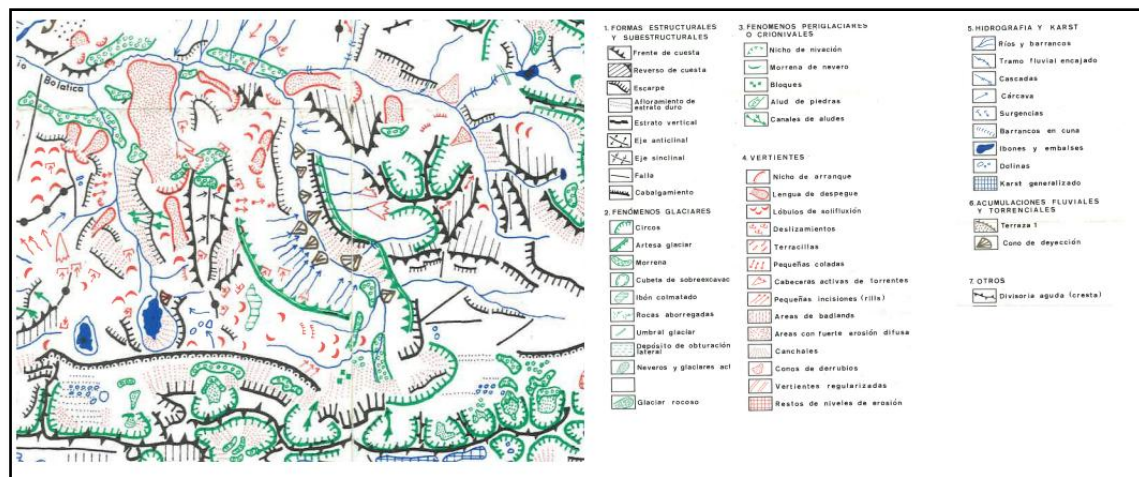 Bolatica
1. FORMAS ESTRUCTURALES
Y SUBESTRUCTURALES
Frente de cuesta
Reverso de cuesta
Escarpe
Afloramiento de
estrato duro
Estrato vertical
Eje anticlinal
Eje sinclinal
Falla
Cabalgamiento
2. FENÓMENOS GLACIARES
Circos
Artesa glaciar
Morrena
Cubeta de sobreexcavac
Ibón colmatado
Rocas aborregadas
Umbral glaciar
Depósito de obturación
lateral
Neveros y glaciares act
Glaciar rocoso
3. FENOMENOS PERIGLACIARES
O CRIONIVALES
Nicho de nivación
Morrena de nevero
Bloques
Alud de piedras
Canales de aludes
4. VERTIENTES
Nicho de arranque
Lengua de despegue
Lóbulos de solifluxión
Deslizamientos
Terracillas
Pequeñas coladas
Cabeceras activas de torrentes
Pequeñas incisiones (rills)
Areas de badlands
Areas con fuerte erosión difusa
Canchales
Conos de derrubios
Vertientes regularizadas
Restos de niveles de erosión
5. HIDROGRAFIA Y KARST
Ríos y barrancos
Tramo fluvial encajado
Cascadas
Cárcava
Surgencias
Barrancos en cuna
Ibones y embalses
Dolinas
Karst generalizado
6. ACUMULACIONES FLUVIALES
Y TORRENCIALES
Terraza 1
Cono de deyección
7. OTROS
Divisoria aguda (cresta)